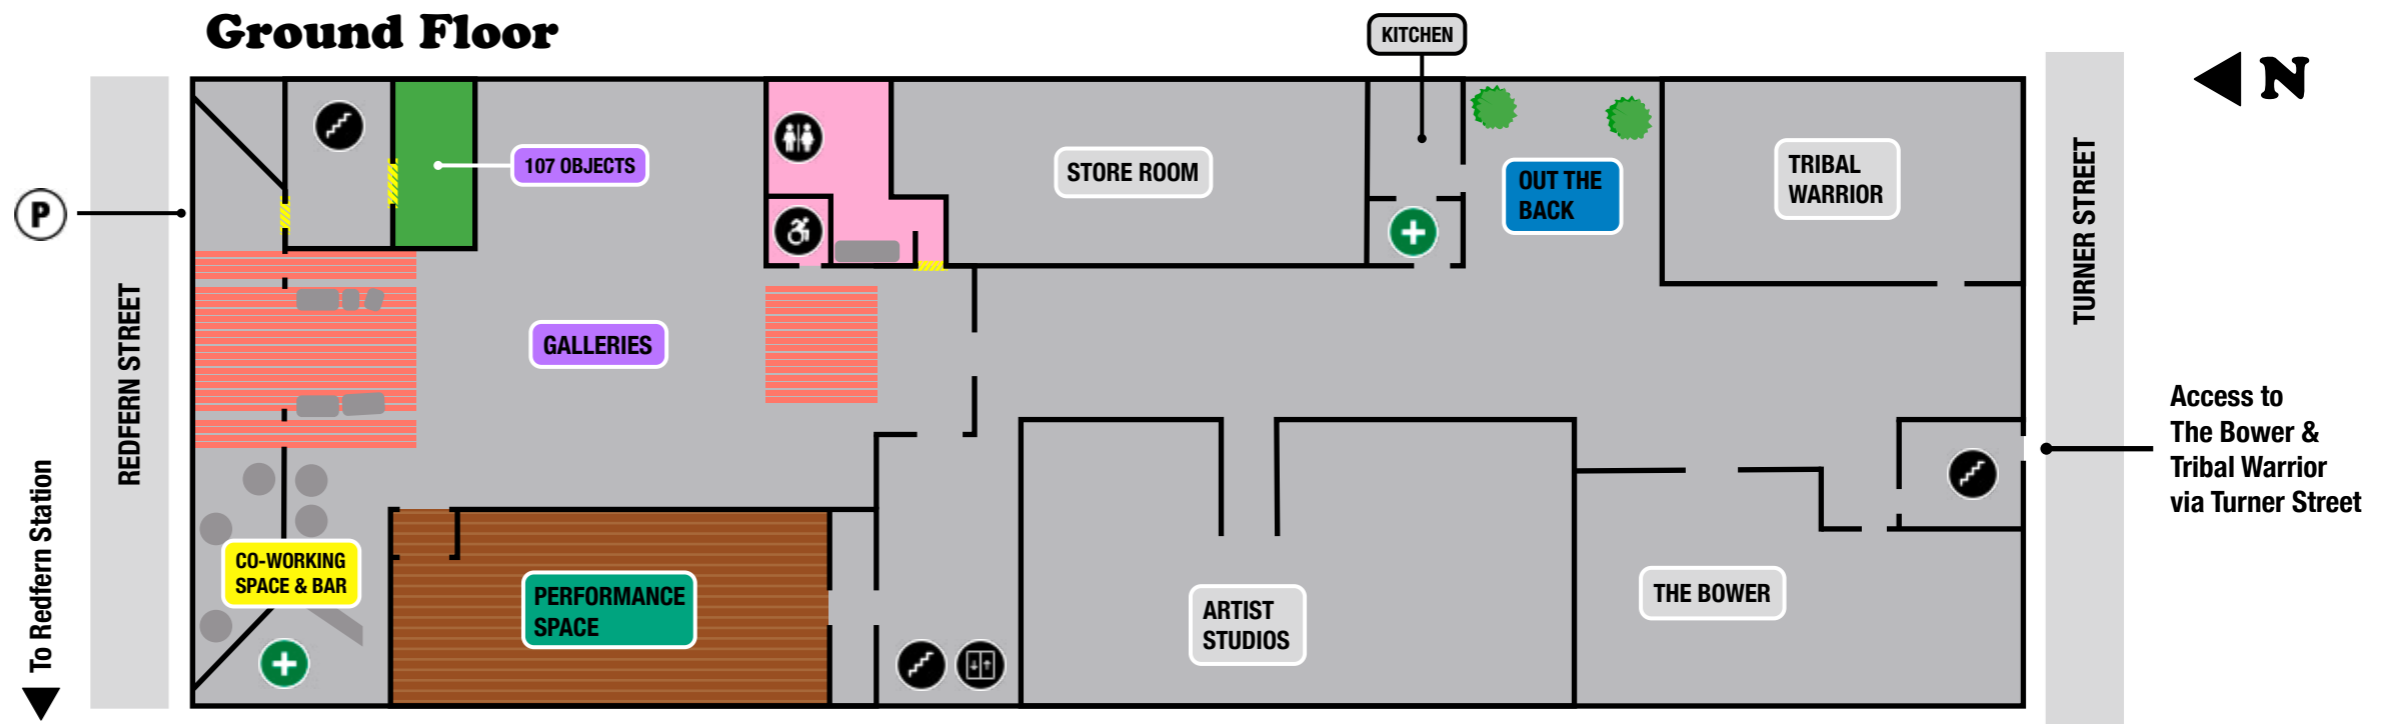 Ground Floor
KITCHEN
N
P
107 OBJECTS
STORE ROOM
OUT THE
BACK
TRIBAL
WARRIOR
TURNER STREET
REDFERN STREET
GALLERIES
Access to
The Bower &
Tribal Warrior
via Turner Street
To Redfern Station
CO-WORKING
SPACE & BAR
PERFORMANCE
SPACE
ARTIST
STUDIOS
THE BOWER